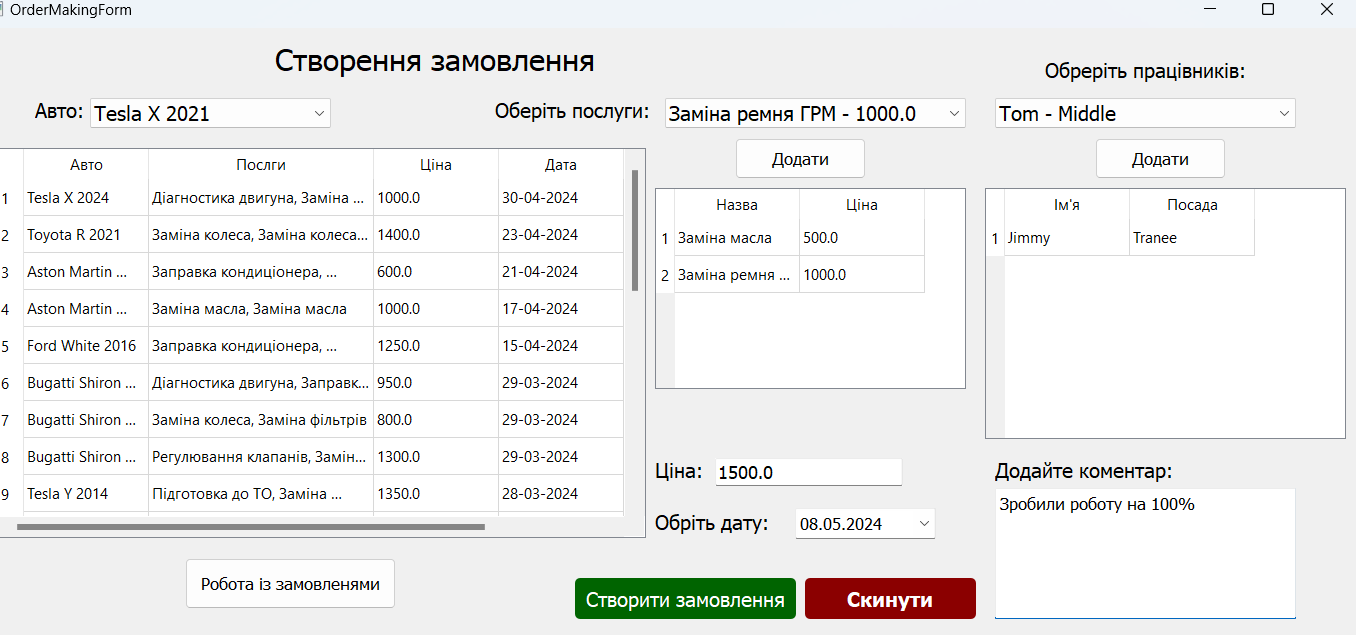 OrderMakingForm
Створення замовлення
Авто: Tesla X 2021
Оберіть послуги: Заміна ремня ГРМ - 1000.0
Обреріть працівників:
Tom - Middle
Додати
Додати
Авто Послги Ціна Дата
1 Tesla X 2024 Діагностика двигуна, Заміна ... 1000.0 30-04-2024
2 Toyota R 2021 Заміна колеса, Заміна колеса... 1400.0 23-04-2024
3 Aston Martin ... Заправка кондиціонера, ... 600.0 21-04-2024
4 Aston Martin ... Заміна масла, Заміна масла 1000.0 17-04-2024
5 Ford White 2016 Заправка кондиціонера, ... 1250.0 15-04-2024
6 Bugatti Shiron ... Діагностика двигуна, Заправк... 950.0 29-03-2024
7 Bugatti Shiron ... Заміна колеса, Заміна фільтрів 800.0 29-03-2024
8 Bugatti Shiron ... Регулювання клапанів, Замін... 1300.0 29-03-2024
9 Tesla Y 2014 Підготовка до ТО, Заміна ... 1350.0 28-03-2024
Назва Ціна
1 Заміна масла 500.0
2 Заміна ремня ... 1000.0
Ім'я Посада
1 Jimmy Tranee
Ціна: 1500.0
Обріть дату: 08.05.2024
Додайте коментар:
Зробили роботу на 100%
Робота із замовленями
Створити замовлення
Скинути